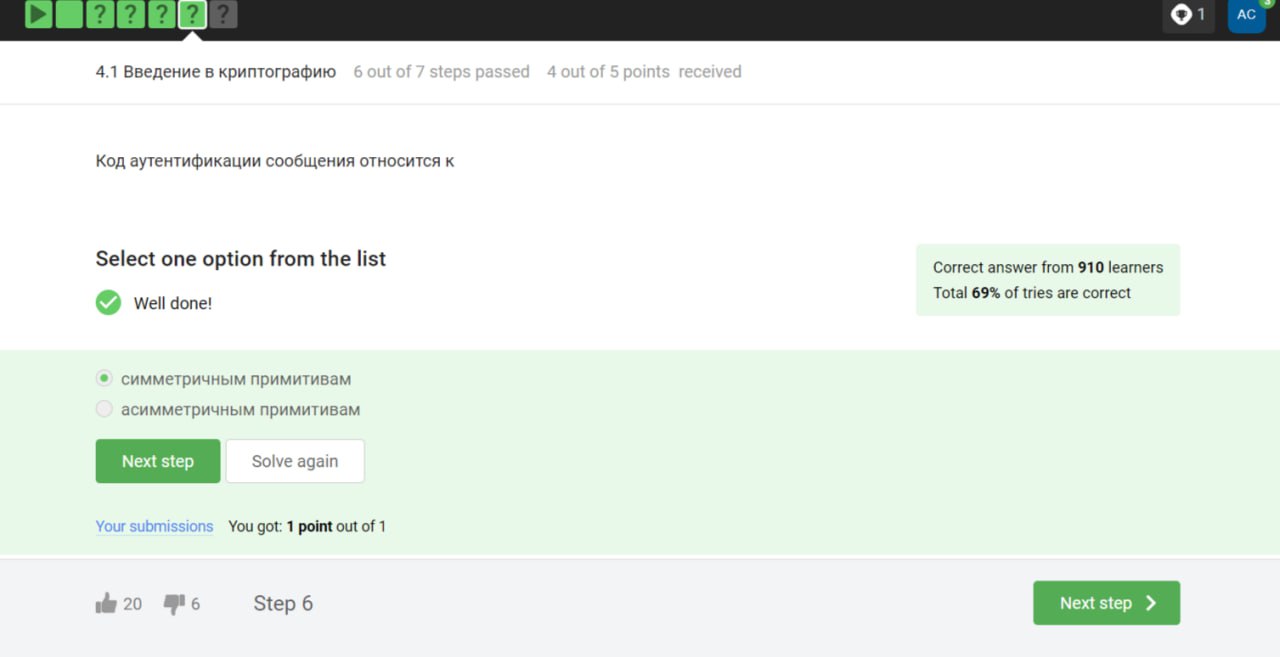 ? ? ? ? ?
1 AC 3
4.1 Введение в криптографию 6 out of 7 steps passed 4 out of 5 points received
Код аутентификации сообщения относится к
Select one option from the list
Well done!
Correct answer from 910 learners
Total 69% of tries are correct
симметричным примитивам
асимметричным примитивам
Next step Solve again
Your submissions You got: 1 point out of 1
20 6 Step 6 Next step